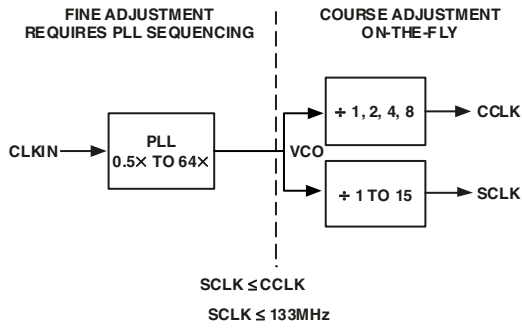 FINE ADJUSTMENT
REQUIRES PLL SEQUENCING
COURSE ADJUSTMENT
ON-THE-FLY
CLKIN
PLL
0.5× TO 64×
VCO
÷ 1, 2, 4, 8
CCLK
÷ 1 TO 15
SCLK
SCLK ≤ CCLK
SCLK ≤ 133MHz